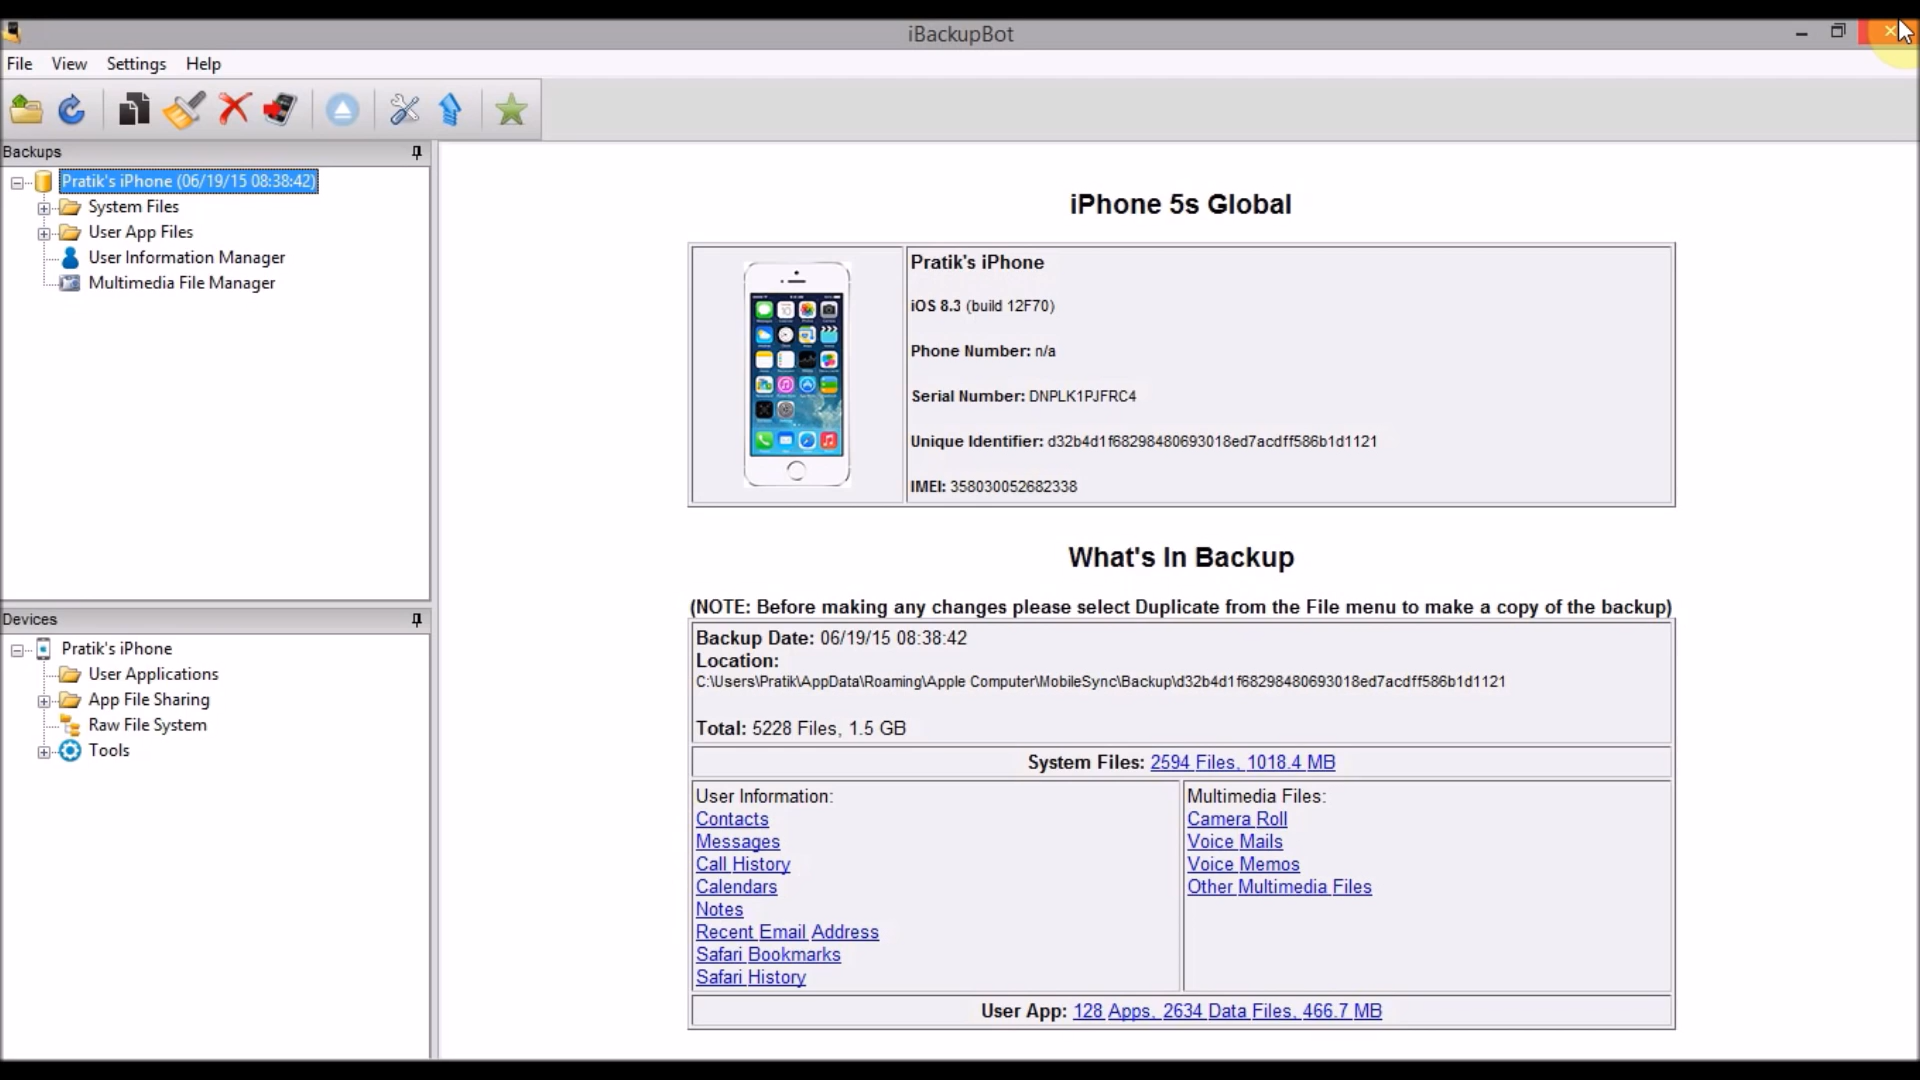 iBackupBot
File View Settings Help
Backups
Pratik's iPhone (06/19/15 08:38:42)
System Files
User App Files
User Information Manager
Multimedia File Manager
Devices
Pratik's iPhone
User Applications
App File Sharing
Raw File System
Tools
iPhone 5s Global
Pratik's iPhone
iOS 8.3 (build 12F70)
Phone Number: n/a
Serial Number: DNPLK1PJFRC4
Unique Identifier: d32b4d1f68298480693018ed7acdff586b1d1121
IMEI: 358030052682338
What's In Backup
(NOTE: Before making any changes please select Duplicate from the File menu to make a copy of the backup)
Backup Date: 06/19/15 08:38:42
Location:
C:\Users\Pratik\AppData\Roaming\Apple Computer\MobileSync\Backup\d32b4d1f68298480693018ed7acdff586b1d1121
Total: 5228 Files, 1.5 GB
System Files: 2594 Files, 1018.4 MB
User Information:
Contacts
Messages
Call History
Calendars
Notes
Recent Email Address
Safari Bookmarks
Safari History
Multimedia Files:
Camera Roll
Voice Mails
Voice Memos
Other Multimedia Files
User App: 128 Apps, 2634 Data Files, 466.7 MB